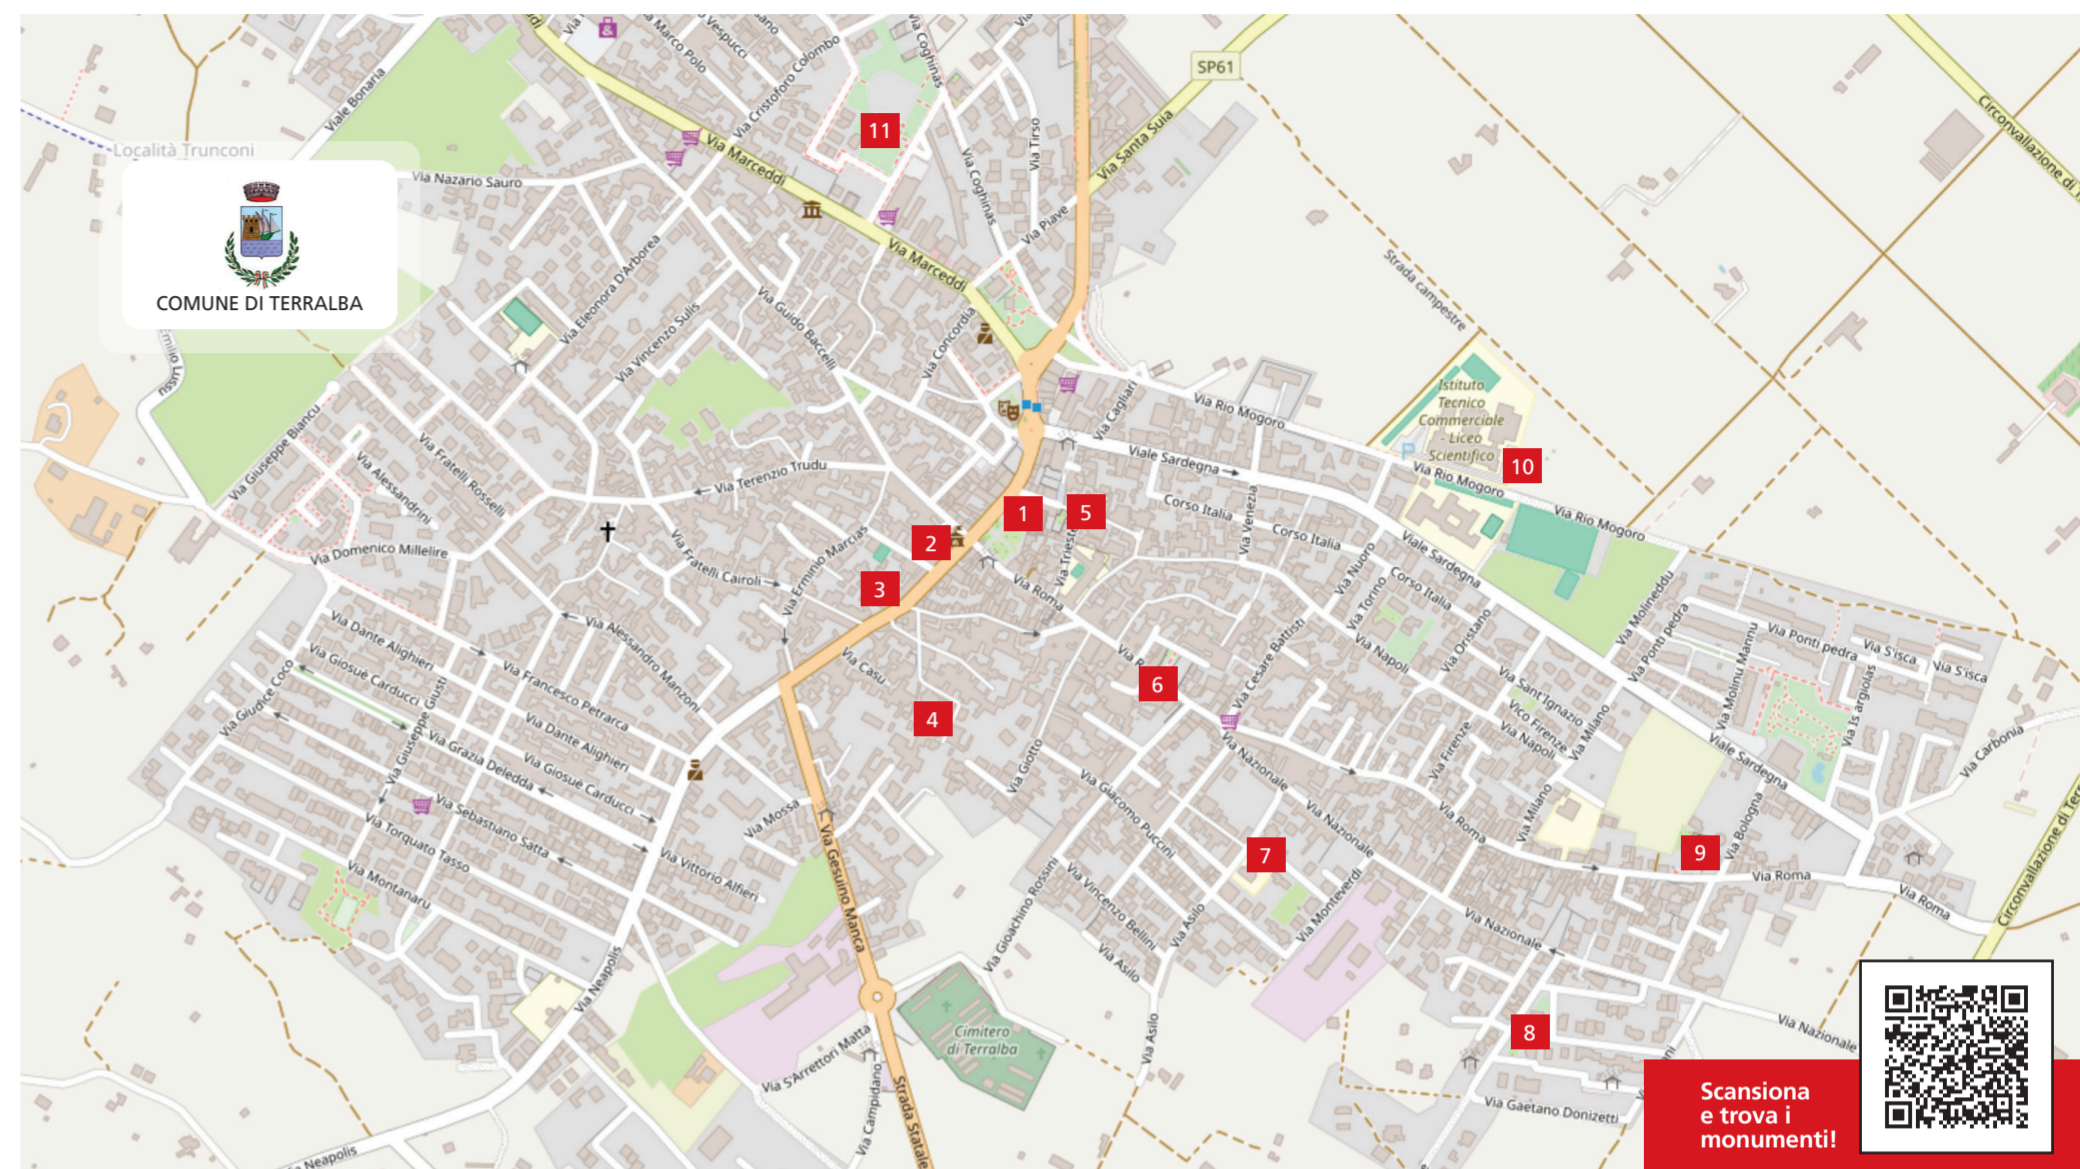 SP61
Via Marco Polo
Vespucci
Via Cristoforo Colombo
Via Coghinas
Viale Bonaria
Località Trunconi
Via Nazario Sauro
COMUNE DI TERRALBA
Via Marceddi
11
Via Coghinas
Via Tirso
Via Santa Suia
Circonvallazione di
Via Piave
Via Marceddi
Via Eleonora D'Arborea
Via Vincenzo Sulis
Via Guido Baccelli
Via Concordia
Strada campestre
Istituto
Tecnico
Commerciale
- Liceo
Scientifico
10
Via Rio Mogoro
Via Cagliari
Viale Sardegna
Via Rio Mogoro
Via Rio Mogoro
Via Giuseppe Biancu
Via Alessandrini
Via Fratelli Rosselli
Via Terenzio Trudu
Corso Italia
Corso Italia
Via Venezia
Viale Sardegna
1
5
2
3
Via Domenico Millelire
Via Fratelli Cairoli
Via Erminio Marcias
Via Trieste
Via Roma
Via Nuoro
Via Torino
Corso Italia
Via Oristano
Via Napoli
Via Cesare Battisti
Via Molineddu
Via Ponti pedra
Via Ponti pedra
Via S'isca
Via S'isca
Via Molinu Mannu
Via Is argiolas
Via Carbonia
Via Dante Alighieri
Via Giosuè Carducci
Via Giudice Coco
Via Giuseppe Giusti
Via Francesco Petrarca
Via Alessandro Manzoni
Via Casu
4
6
Via Sant'Ignazio
Vico Firenze
Via Napoli
Via Firenze
Via Milano
Viale Sardegna
Via Dante Alighieri
Via Giosuè Carducci
Via Grazia Deledda
Via Sebastiano Satta
Via Torquato Tasso
Via Montanaru
Via Vittorio Alfieri
Via Mossa
Via Gesuino Manca
Via Giotto
Via Giacomo Puccini
Via Nazionale
Via Nazionale
Via Roma
Via Milano
7
9
Via Bologna
Via Roma
Via Roma
Circonvallazione di Terr
Via Gioachino Rossini
Via Vincenzo Bellini
Via Asilo
Via Asilo
Via Monteverdi
Via Nazionale
Via Neapolis
Cimitero
di Terralba
8
Via Nazionale
Via S'Arrettori Matta
Via Campidano
Strada Statale
Via Asilo
Via Gaetano Donizetti
Neapolis
Scansiona
e trova i
monumenti!